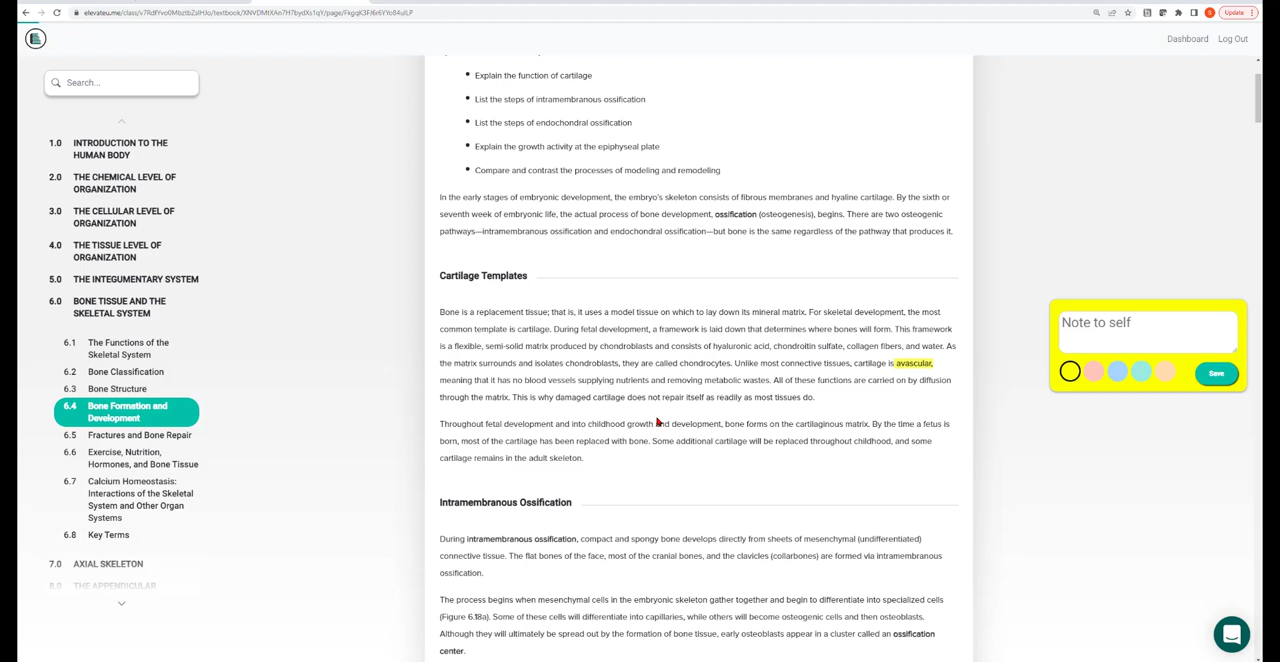 elevateu.me/class/v7RdfYvo0MbztbZslHJo/textbook/XNVDMtXAn7H7bydXs1qY/page/FkgqK3FJ6r6YYo84uILP
S
Update
Dashboard
Log Out
Search...
1.0 INTRODUCTION TO THE
HUMAN BODY
2.0 THE CHEMICAL LEVEL OF
ORGANIZATION
3.0 THE CELLULAR LEVEL OF
ORGANIZATION
4.0 THE TISSUE LEVEL OF
ORGANIZATION
5.0 THE INTEGUMENTARY SYSTEM
6.0 BONE TISSUE AND THE
SKELETAL SYSTEM
6.1 The Functions of the
Skeletal System
6.2 Bone Classification
6.3 Bone Structure
6.4 Bone Formation and
Development
6.5 Fractures and Bone Repair
6.6 Exercise, Nutrition,
Hormones, and Bone Tissue
6.7 Calcium Homeostasis:
Interactions of the Skeletal
System and Other Organ
Systems
6.8 Key Terms
7.0 AXIAL SKELETON
8.0 THE APPENDICULAR
• Explain the function of cartilage
• List the steps of intramembranous ossification
• List the steps of endochondral ossification
• Explain the growth activity at the epiphyseal plate
• Compare and contrast the processes of modeling and remodeling
In the early stages of embryonic development, the embryo's skeleton consists of fibrous membranes and hyaline cartilage. By the sixth or
seventh week of embryonic life, the actual process of bone development, ossification (osteogenesis), begins. There are two osteogenic
pathways—intramembranous ossification and endochondral ossification—but bone is the same regardless of the pathway that produces it.
Cartilage Templates
Bone is a replacement tissue; that is, it uses a model tissue on which to lay down its mineral matrix. For skeletal development, the most
common template is cartilage. During fetal development, a framework is laid down that determines where bones will form. This framework
is a flexible, semi-solid matrix produced by chondroblasts and consists of hyaluronic acid, chondroitin sulfate, collagen fibers, and water. As
the matrix surrounds and isolates chondroblasts, they are called chondrocytes. Unlike most connective tissues, cartilage is avascular,
meaning that it has no blood vessels supplying nutrients and removing metabolic wastes. All of these functions are carried on by diffusion
through the matrix. This is why damaged cartilage does not repair itself as readily as most tissues do.
Throughout fetal development and into childhood growth and development, bone forms on the cartilaginous matrix. By the time a fetus is
born, most of the cartilage has been replaced with bone. Some additional cartilage will be replaced throughout childhood, and some
cartilage remains in the adult skeleton.
Intramembranous Ossification
During intramembranous ossification, compact and spongy bone develops directly from sheets of mesenchymal (undifferentiated)
connective tissue. The flat bones of the face, most of the cranial bones, and the clavicles (collarbones) are formed via intramembranous
ossification.
The process begins when mesenchymal cells in the embryonic skeleton gather together and begin to differentiate into specialized cells
(Figure 6.18a). Some of these cells will differentiate into capillaries, while others will become osteogenic cells and then osteoblasts.
Although they will ultimately be spread out by the formation of bone tissue, early osteoblasts appear in a cluster called an ossification
center.
Note to self
Save